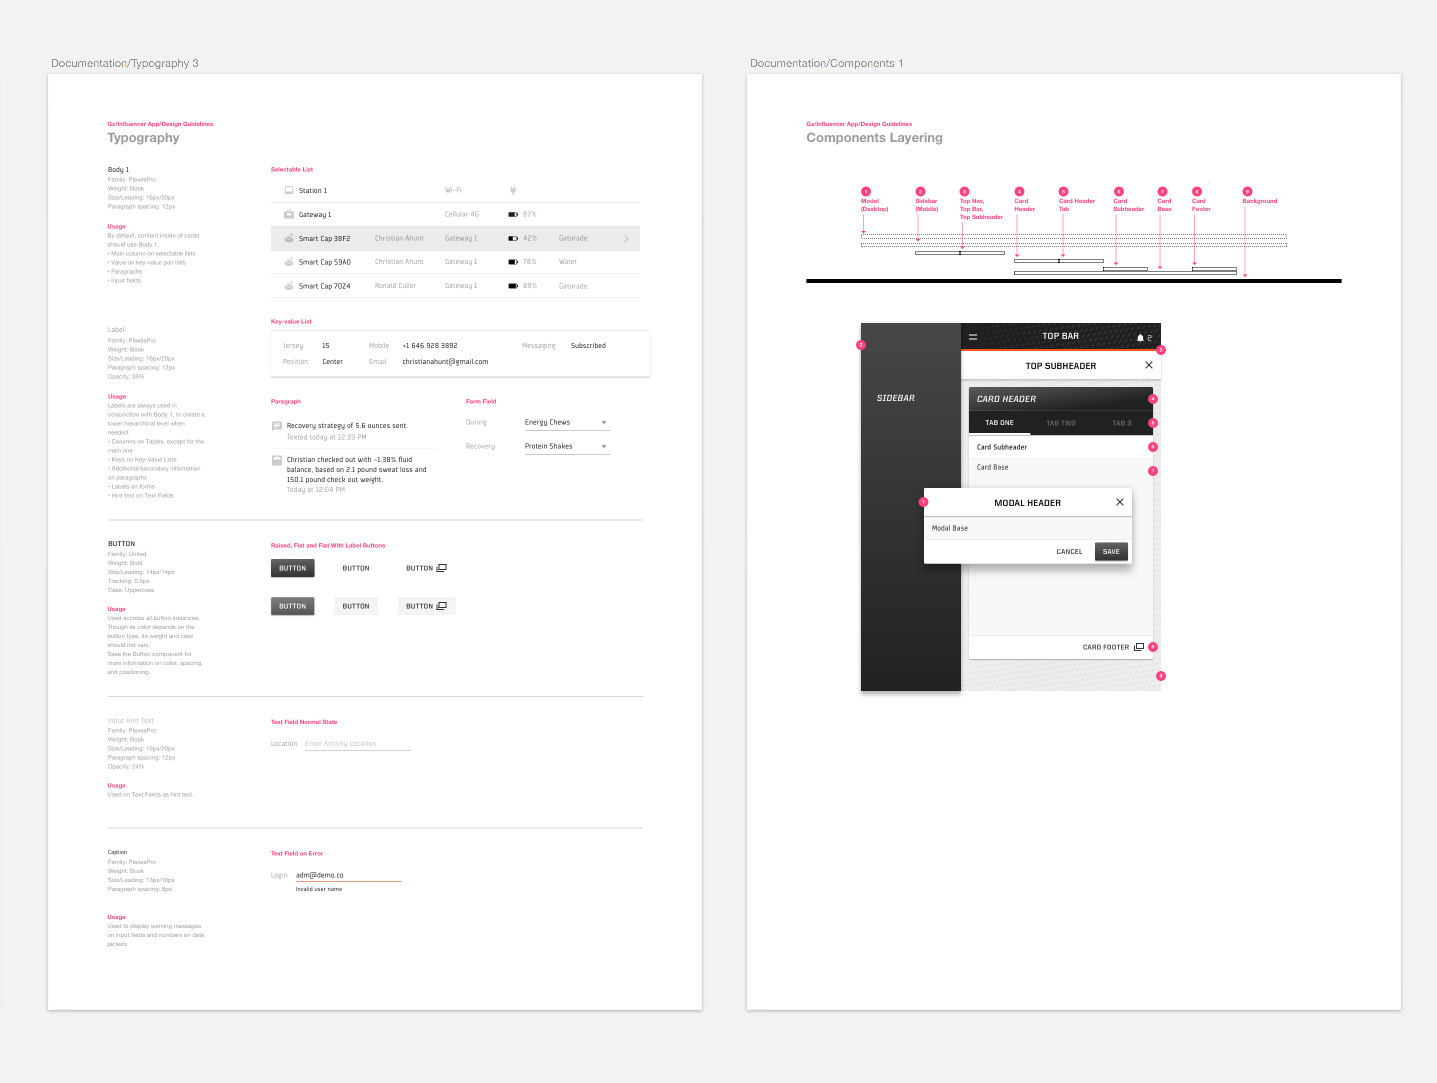 Documentation/Typography 3
Gx/Influencer App/Design Guidelines
Typography
Body 1
Family: PlexesPro
Weight: Book
Size/Leading: 16px/20px
Paragraph spacing: 12px
Usage
By default, content inside of cards
should use Body 1.
• Main column on selectable lists
• Value on key-value pair lists
• Paragraphs
• Input fields
Selectable List
Station 1 Wi-Fi
Gateway 1 Cellular 4G 87%
Smart Cap 38F2 Christian Ahunt Gateway 1 42% Gatorade
Smart Cap 59A0 Christian Ahunt Gateway 1 78% Water
Smart Cap 70Z4 Ronald Culler Gateway 1 89% Gatorade
Label
Family: PlexesPro
Weight: Book
Size/Leading: 16px/20px
Paragraph spacing: 12px
Opacity: 36%
Usage
Labels are always used in
conjunction with Body 1, to create a
lower hierarchical level when
needed.
• Columns on Tables, except for the
main one
• Keys on Key-Value Lists
• Additional/secondary information
on paragraphs
• Labels on forms
• Hint text on Text Fields
Key-value List
Jersey 15 Mobile +1 646 928 3892 Messaging Subscribed
Position Center Email christianahunt@gmail.com
Paragraph
Recovery strategy of 5.6 ounces sent.
Texted today at 12:39 PM
Christian checked out with -1.38% fluid
balance, based on 2.1 pound sweat loss and
150.1 pound check out weight.
Today at 12:04 PM
Form Field
During Energy Chews
Recovery Protein Shakes
BUTTON
Family: United
Weight: Bold
Size/Leading: 14px/14px
Tracking: 0.5px
Case: Uppercase
Usage
Used accross all button instances.
Though its color depends on the
button type, its weight and case
should not vary.
Sese the Button component for
more information on color, spacing,
and positioning.
Raised, Flat and Flat With Label Buttons
BUTTON BUTTON BUTTON
BUTTON BUTTON BUTTON
Input Hint Text
Family: PlexesPro
Weight: Book
Size/Leading: 16px/20px
Paragraph spacing: 12px
Opacity: 24%
Usage
Used on Text Fields as hint text.
Text Field Normal State
Location Enter Activity Location
Caption
Family: PlexesPro
Weight: Book
Size/Leading: 13px/16px
Paragraph spacing: 8px
Usage
Used to display warning messages
on input fields and numbers on date
pickers.
Text Field on Error
Login adm@demo.co
Invalid user name
Documentation/Components 1
Gx/Influencer App/Design Guidelines
Components Layering
1 2 3 4 5 6 7 8 9
Modal
(Desktop)
Sidebar
(Mobile)
Top Nav,
Top Bar,
Top Subheader
Card
Header
Card Header
Tab
Card
Subheader
Card
Base
Card
Footer
Background
2
SIDEBAR
TOP BAR 2
3
TOP SUBHEADER
CARD HEADER 4
TAB ONE TAB TWO TAB 3 5
Card Subheader 6
Card Base 7
1
MODAL HEADER
Modal Base
CANCEL SAVE
CARD FOOTER 8
9